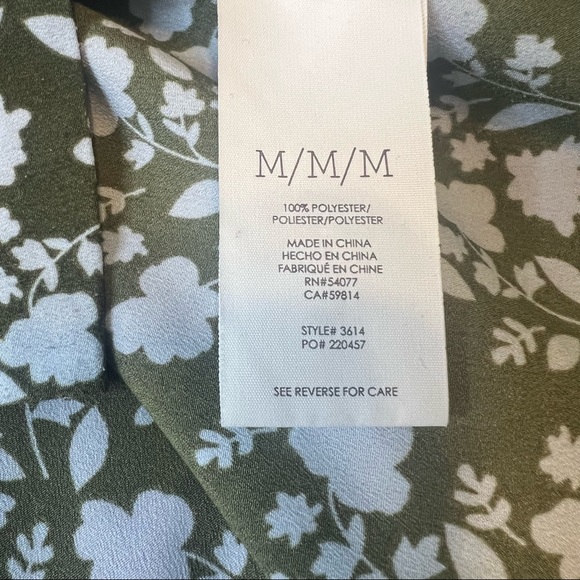 M/M/M
100% POLYESTER/
POLIESTER/POLYESTER
MADE IN CHINA
HECHO EN CHINA
FABRIQUÉ EN CHINE
RN#54077
CA#59814
STYLE# 3614
PO# 220457
SEE REVERSE FOR CARE